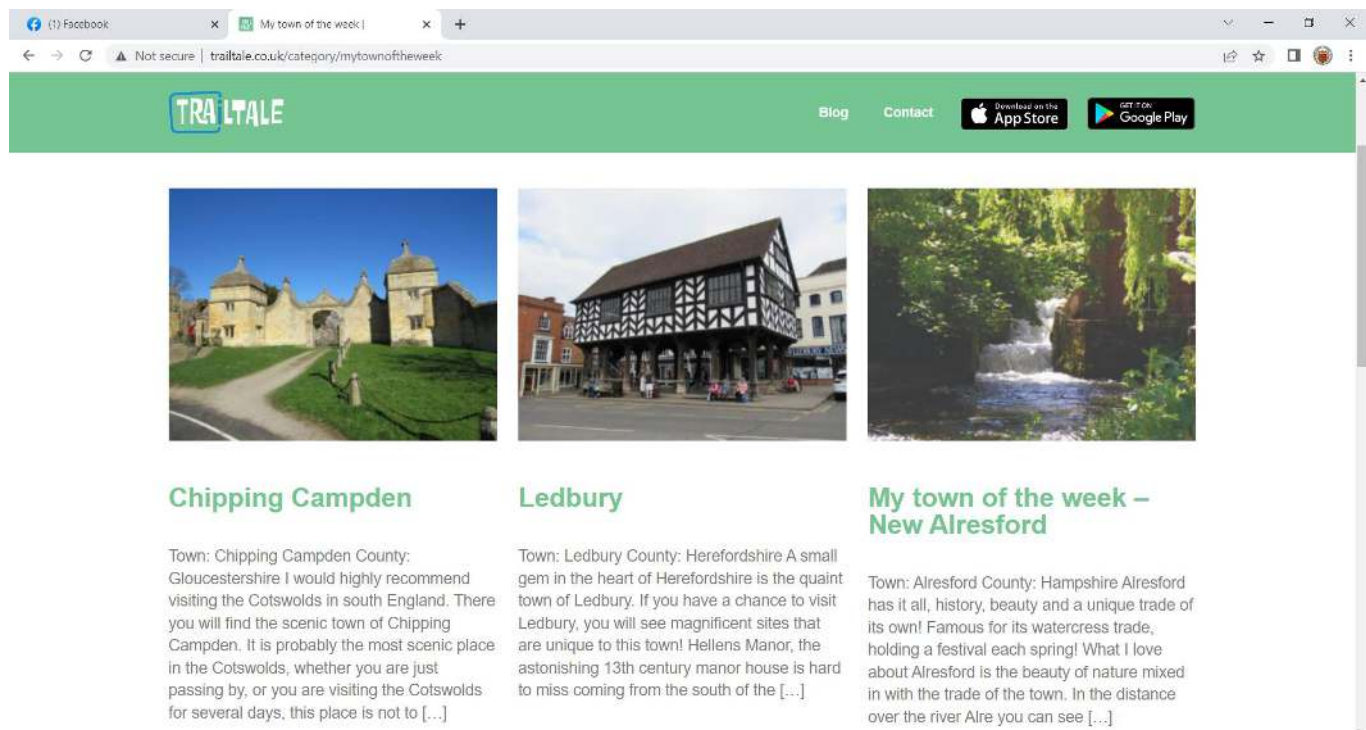 (1) Facebook
My town of the week |
Not secure
trailtale.co.uk/category/mytownoftheweek
TRAILTALE
Blog
Contact
Download on the
App Store
GET IT ON
Google Play
Chipping Campden
Town: Chipping Campden County:
Gloucestershire I would highly recommend
visiting the Cotswolds in south England. There
you will find the scenic town of Chipping
Campden. It is probably the most scenic place
in the Cotswolds, whether you are just
passing by, or you are visiting the Cotswolds
for several days, this place is not to […]
Ledbury
Town: Ledbury County: Herefordshire A small
gem in the heart of Herefordshire is the quaint
town of Ledbury. If you have a chance to visit
Ledbury, you will see magnificent sites that
are unique to this town! Hellens Manor, the
astonishing 13th century manor house is hard
to miss coming from the south of the […]
My town of the week –
New Alresford
Town: Alresford County: Hampshire Alresford
has it all, history, beauty and a unique trade of
its own! Famous for its watercress trade,
holding a festival each spring! What I love
about Alresford is the beauty of nature mixed
in with the trade of the town. In the distance
over the river Alre you can see […]